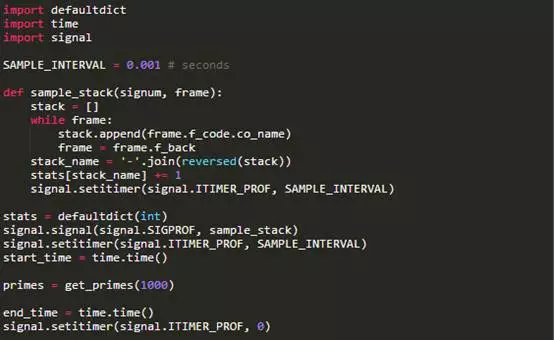 import defaultdict
import time
import signal
SAMPLE_INTERVAL = 0.001 # seconds
def sample_stack(signum, frame):
    stack = []
    while frame:
        stack.append(frame.f_code.co_name)
        frame = frame.f_back
    stack_name = '-'.join(reversed(stack))
    stats[stack_name] += 1
    signal.setitimer(signal.ITIMER_PROF, SAMPLE_INTERVAL)
stats = defaultdict(int)
signal.signal(signal.SIGPROF, sample_stack)
signal.setitimer(signal.ITIMER_PROF, SAMPLE_INTERVAL)
start_time = time.time()
primes = get_primes(1000)
end_time = time.time()
signal.setitimer(signal.ITIMER_PROF, 0)